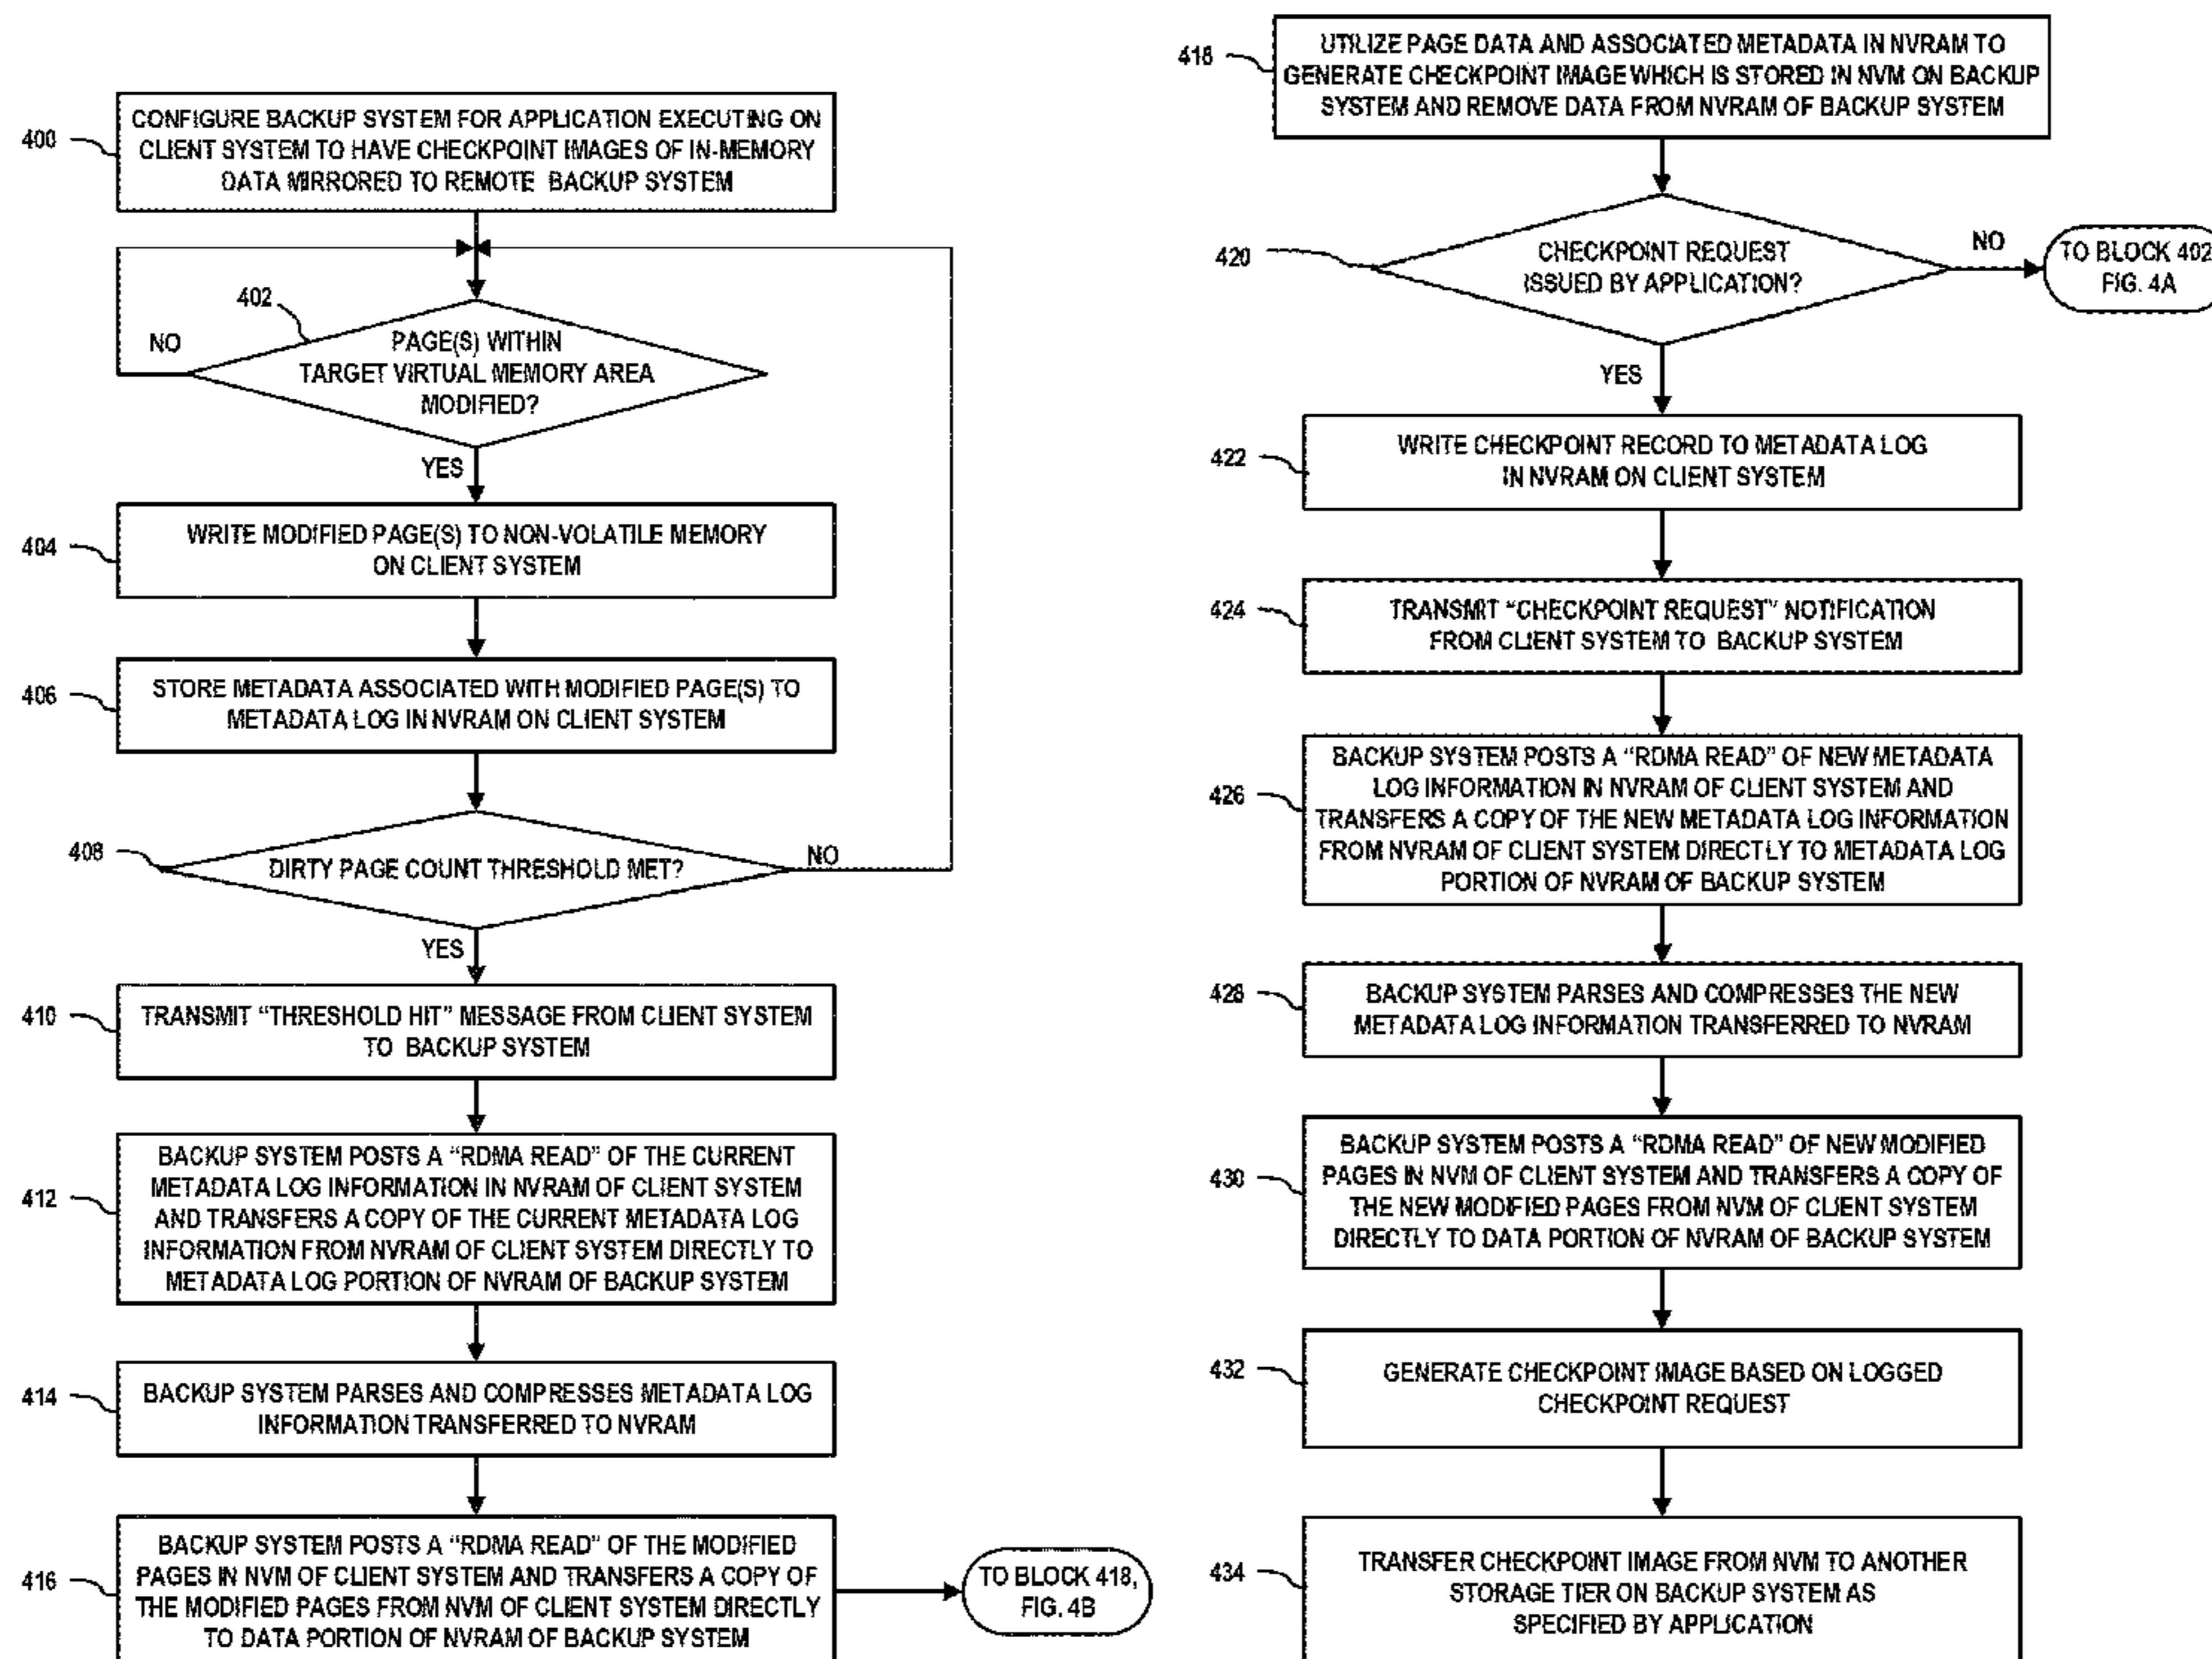 400
CONFIGURE BACKUP SYSTEM FOR APPLICATION EXECUTING ON
CLIENT SYSTEM TO HAVE CHECKPOINT IMAGES OF IN-MEMORY
DATA MIRRORED TO REMOTE BACKUP SYSTEM
402
NO
PAGE(S) WITHIN
TARGET VIRTUAL MEMORY AREA
MODIFIED?
YES
404
WRITE MODIFIED PAGE(S) TO NON-VOLATILE MEMORY
ON CLIENT SYSTEM
406
STORE METADATA ASSOCIATED WITH MODIFIED PAGE(S) TO
METADATA LOG IN NVRAM ON CLIENT SYSTEM
408
DIRTY PAGE COUNT THRESHOLD MET?
NO
YES
410
TRANSMIT “THRESHOLD HIT” MESSAGE FROM CLIENT SYSTEM
TO BACKUP SYSTEM
412
BACKUP SYSTEM POSTS A “RDMA READ” OF THE CURRENT
METADATA LOG INFORMATION IN NVRAM OF CLIENT SYSTEM
AND TRANSFERS A COPY OF THE CURRENT METADATA LOG
INFORMATION FROM NVRAM OF CLIENT SYSTEM DIRECTLY TO
METADATA LOG PORTION OF NVRAM OF BACKUP SYSTEM
414
BACKUP SYSTEM PARSES AND COMPRESSES METADATA LOG
INFORMATION TRANSFERRED TO NVRAM
416
BACKUP SYSTEM POSTS A “RDMA READ” OF THE MODIFIED
PAGES IN NVM OF CLIENT SYSTEM AND TRANSFERS A COPY OF
THE MODIFIED PAGES FROM NVM OF CLIENT SYSTEM DIRECTLY
TO DATA PORTION OF NVRAM OF BACKUP SYSTEM
TO BLOCK 418,
FIG. 4B
418
UTILIZE PAGE DATA AND ASSOCIATED METADATA IN NVRAM TO
GENERATE CHECKPOINT IMAGE WHICH IS STORED IN NVM ON BACKUP
SYSTEM AND REMOVE DATA FROM NVRAM OF BACKUP SYSTEM
420
CHECKPOINT REQUEST
ISSUED BY APPLICATION?
NO
TO BLOCK 402
FIG. 4A
YES
422
WRITE CHECKPOINT RECORD TO METADATA LOG
IN NVRAM ON CLIENT SYSTEM
424
TRANSMIT “CHECKPOINT REQUEST” NOTIFICATION
FROM CLIENT SYSTEM TO BACKUP SYSTEM
426
BACKUP SYSTEM POSTS A “RDMA READ” OF NEW METADATA
LOG INFORMATION IN NVRAM OF CLIENT SYSTEM AND
TRANSFERS A COPY OF THE NEW METADATA LOG INFORMATION
FROM NVRAM OF CLIENT SYSTEM DIRECTLY TO METADATA LOG
PORTION OF NVRAM OF BACKUP SYSTEM
428
BACKUP SYSTEM PARSES AND COMPRESSES THE NEW
METADATA LOG INFORMATION TRANSFERRED TO NVRAM
430
BACKUP SYSTEM POSTS A “RDMA READ” OF NEW MODIFIED
PAGES IN NVM OF CLIENT SYSTEM AND TRANSFERS A COPY OF
THE NEW MODIFIED PAGES FROM NVM OF CLIENT SYSTEM
DIRECTLY TO DATA PORTION OF NVRAM OF BACKUP SYSTEM
432
GENERATE CHECKPOINT IMAGE BASED ON LOGGED
CHECKPOINT REQUEST
434
TRANSFER CHECKPOINT IMAGE FROM NVM TO ANOTHER
STORAGE TIER ON BACKUP SYSTEM AS
SPECIFIED BY APPLICATION